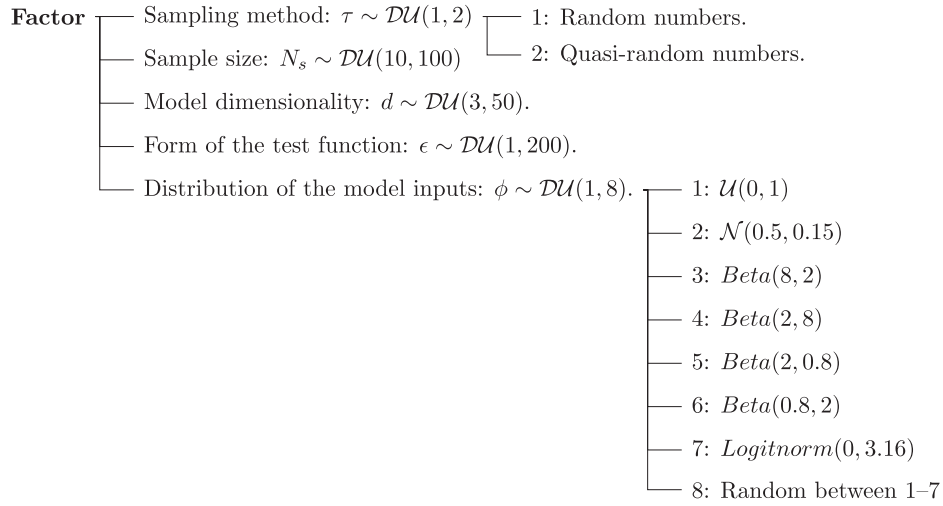 Factor Sampling method: τ ∼ 𝒟𝒰(1, 2) 1: Random numbers.
2: Quasi-random numbers.
Sample size: Nₛ ∼ 𝒟𝒰(10, 100)
Model dimensionality: d ∼ 𝒟𝒰(3, 50).
Form of the test function: ϵ ∼ 𝒟𝒰(1, 200).
Distribution of the model inputs: ϕ ∼ 𝒟𝒰(1, 8). 1: 𝒰(0, 1)
2: 𝒩(0.5, 0.15)
3: Beta(8, 2)
4: Beta(2, 8)
5: Beta(2, 0.8)
6: Beta(0.8, 2)
7: Logitnorm(0, 3.16)
8: Random between 1–7